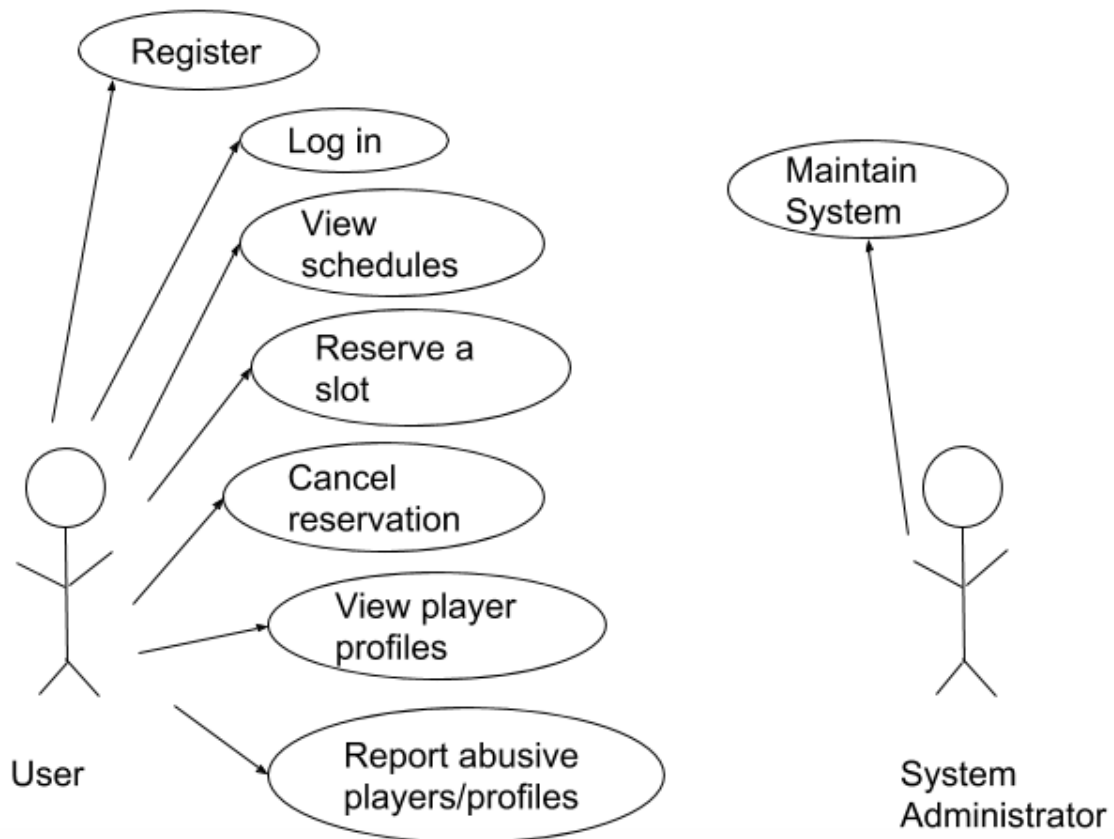 Register
Log in
View
schedules
Reserve a
slot
Cancel
reservation
View player
profiles
Report abusive
players/profiles
User
Maintain
System
System
Administrator